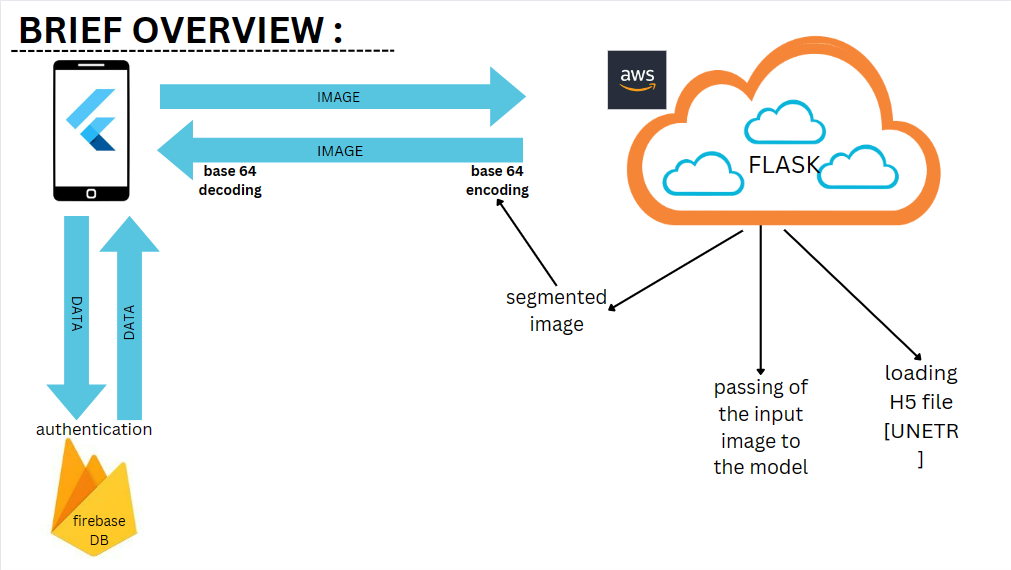 BRIEF OVERVIEW :
IMAGE
aws
FLASK
IMAGE
base 64
decoding
base 64
encoding
DATA
DATA
segmented
image
passing of
the input
image to
the model
loading
H5 file
[UNETR
]
authentication
firebase
DB